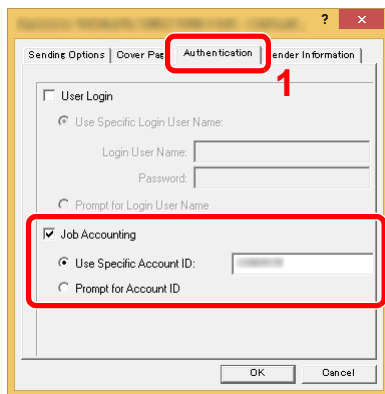 ?
Sending Options Cover Pag Authentication ender Information
1
User Login
Use Specific Login User Name:
Login User Name:
Password:
Prompt for Login User Name
Job Accounting
Use Specific Account ID:
Prompt for Account ID
OK Cancel